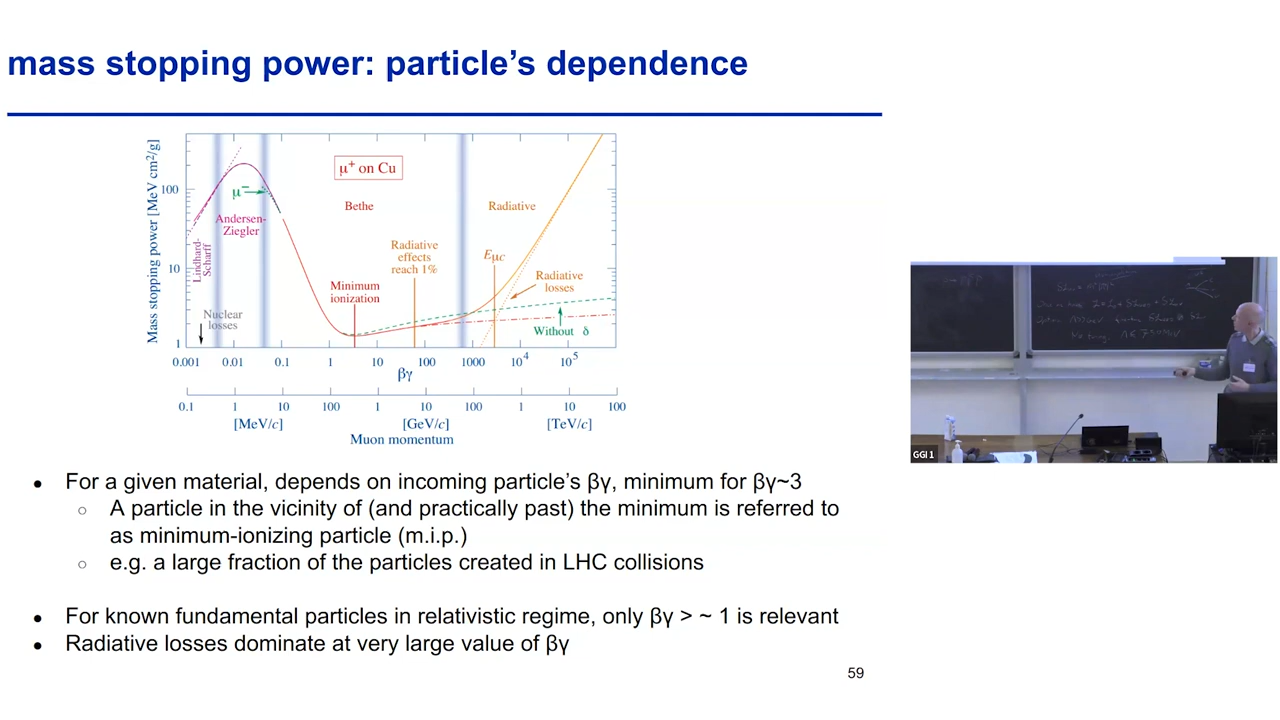 mass stopping power: particle's dependence
Mass stopping power [MeV cm²/g]
100
10
1
μ⁺ on Cu
μ⁻
Andersen-
Ziegler
Bethe
Radiative
Lindhard-
Scharff
Radiative
effects
reach 1%
Eμc
Minimum
ionization
Radiative
losses
Nuclear
losses
Without δ
0.001 0.01 0.1 1 10 100 1000 10⁴ 10⁵
βγ
0.1 1 10 100 1 10 100 1 10 100
[MeV/c] [GeV/c] [TeV/c]
Muon momentum
● For a given material, depends on incoming particle's βγ, minimum for βγ~3
○ A particle in the vicinity of (and practically past) the minimum is referred to
as minimum-ionizing particle (m.i.p.)
○ e.g. a large fraction of the particles created in LHC collisions
● For known fundamental particles in relativistic regime, only βγ > ~ 1 is relevant
● Radiative losses dominate at very large value of βγ
59
GGI 1